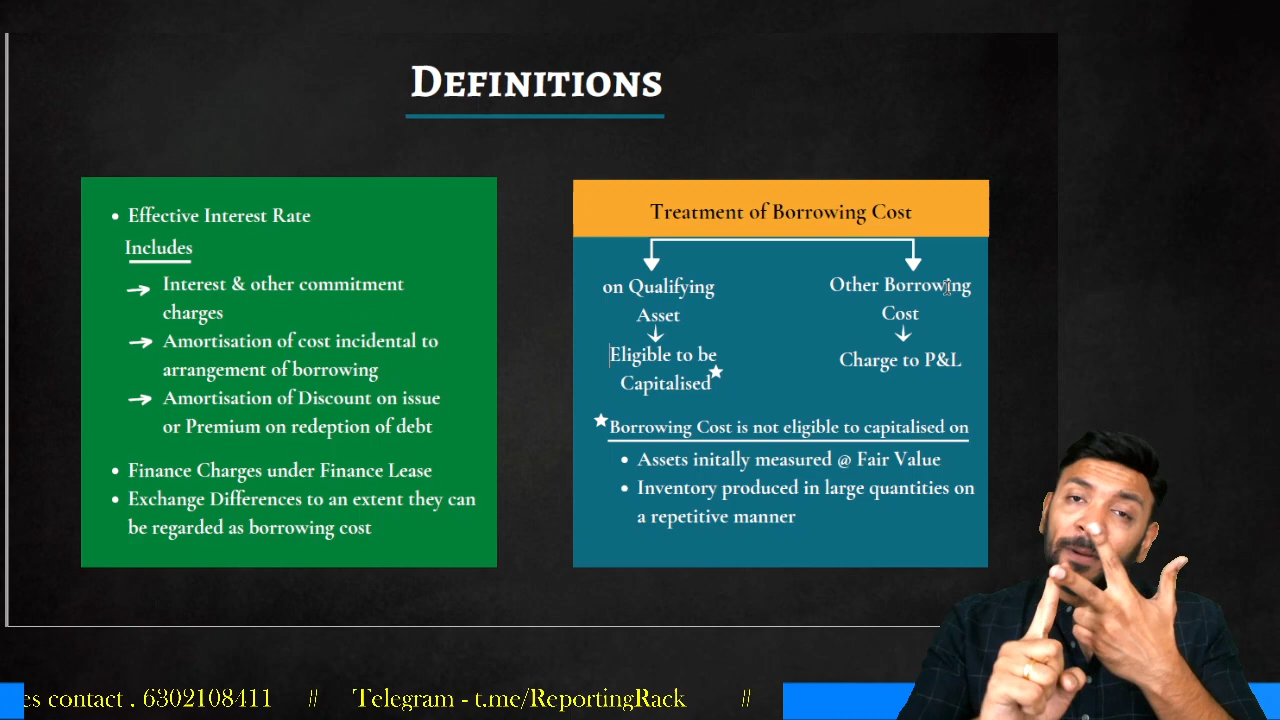 DEFINITIONS
• Effective Interest Rate
Includes
Interest & other commitment
charges
Amortisation of cost incidental to
arrangement of borrowing
Amortisation of Discount on issue
or Premium on redeption of debt
• Finance Charges under Finance Lease
• Exchange Differences to an extent they can
be regarded as borrowing cost
Treatment of Borrowing Cost
on Qualifying
Asset
Eligible to be
Capitalised
Other Borrowing
Cost
Charge to P&L
Borrowing Cost is not eligible to capitalised on
• Assets initally measured @ Fair Value
• Inventory produced in large quantities on
a repetitive manner
es contact . 6302108411 // Telegram - t.me/ReportingRack //